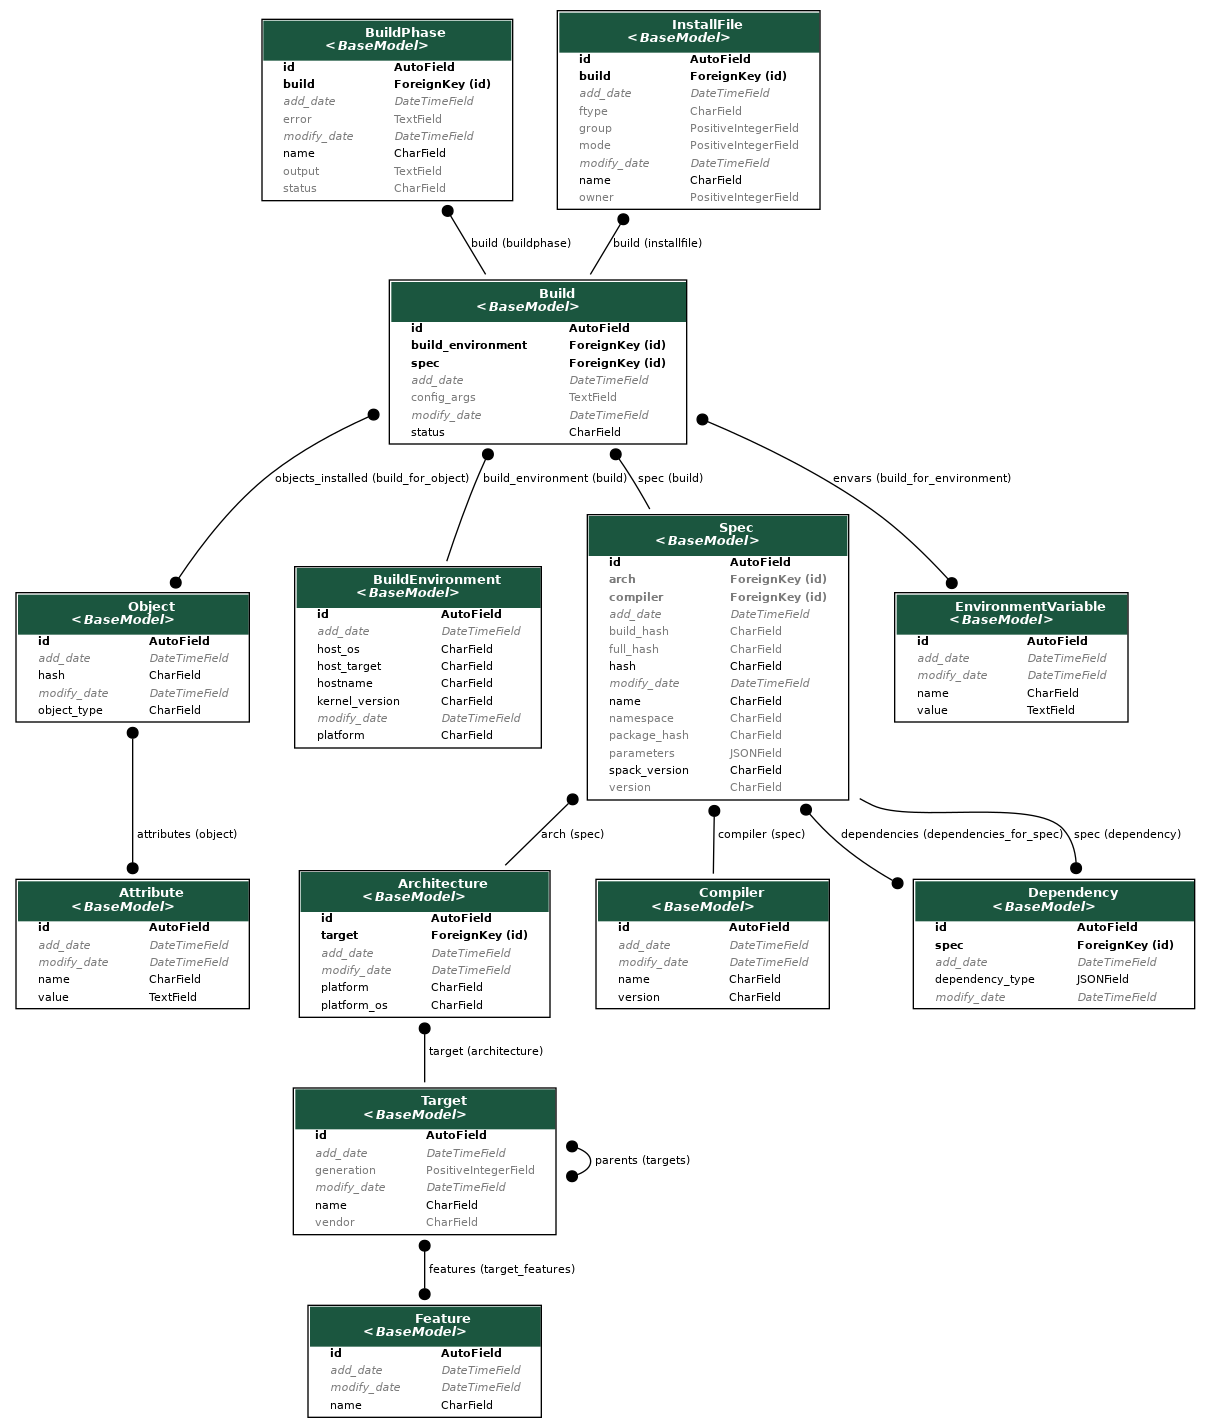 BuildPhase
<BaseModel>
id AutoField
build ForeignKey (id)
add_date DateTimeField
error TextField
modify_date DateTimeField
name CharField
output TextField
status CharField
InstallFile
<BaseModel>
id AutoField
build ForeignKey (id)
add_date DateTimeField
ftype CharField
group PositiveIntegerField
mode PositiveIntegerField
modify_date DateTimeField
name CharField
owner PositiveIntegerField
build (buildphase)
build (installfile)
Build
<BaseModel>
id AutoField
build_environment ForeignKey (id)
spec ForeignKey (id)
add_date DateTimeField
config_args TextField
modify_date DateTimeField
status CharField
objects_installed (build_for_object)
build_environment (build)
spec (build)
envars (build_for_environment)
Object
<BaseModel>
id AutoField
add_date DateTimeField
hash CharField
modify_date DateTimeField
object_type CharField
BuildEnvironment
<BaseModel>
id AutoField
add_date DateTimeField
host_os CharField
host_target CharField
hostname CharField
kernel_version CharField
modify_date DateTimeField
platform CharField
Spec
<BaseModel>
id AutoField
arch ForeignKey (id)
compiler ForeignKey (id)
add_date DateTimeField
build_hash CharField
full_hash CharField
hash CharField
modify_date DateTimeField
name CharField
namespace CharField
package_hash CharField
parameters JSONField
spack_version CharField
version CharField
EnvironmentVariable
<BaseModel>
id AutoField
add_date DateTimeField
modify_date DateTimeField
name CharField
value TextField
attributes (object)
arch (spec)
compiler (spec)
dependencies (dependencies_for_spec)
spec (dependency)
Attribute
<BaseModel>
id AutoField
add_date DateTimeField
modify_date DateTimeField
name CharField
value TextField
Architecture
<BaseModel>
id AutoField
target ForeignKey (id)
add_date DateTimeField
modify_date DateTimeField
platform CharField
platform_os CharField
Compiler
<BaseModel>
id AutoField
add_date DateTimeField
modify_date DateTimeField
name CharField
version CharField
Dependency
<BaseModel>
id AutoField
spec ForeignKey (id)
add_date DateTimeField
dependency_type JSONField
modify_date DateTimeField
target (architecture)
Target
<BaseModel>
id AutoField
add_date DateTimeField
generation PositiveIntegerField
modify_date DateTimeField
name CharField
vendor CharField
parents (targets)
features (target_features)
Feature
<BaseModel>
id AutoField
add_date DateTimeField
modify_date DateTimeField
name CharField